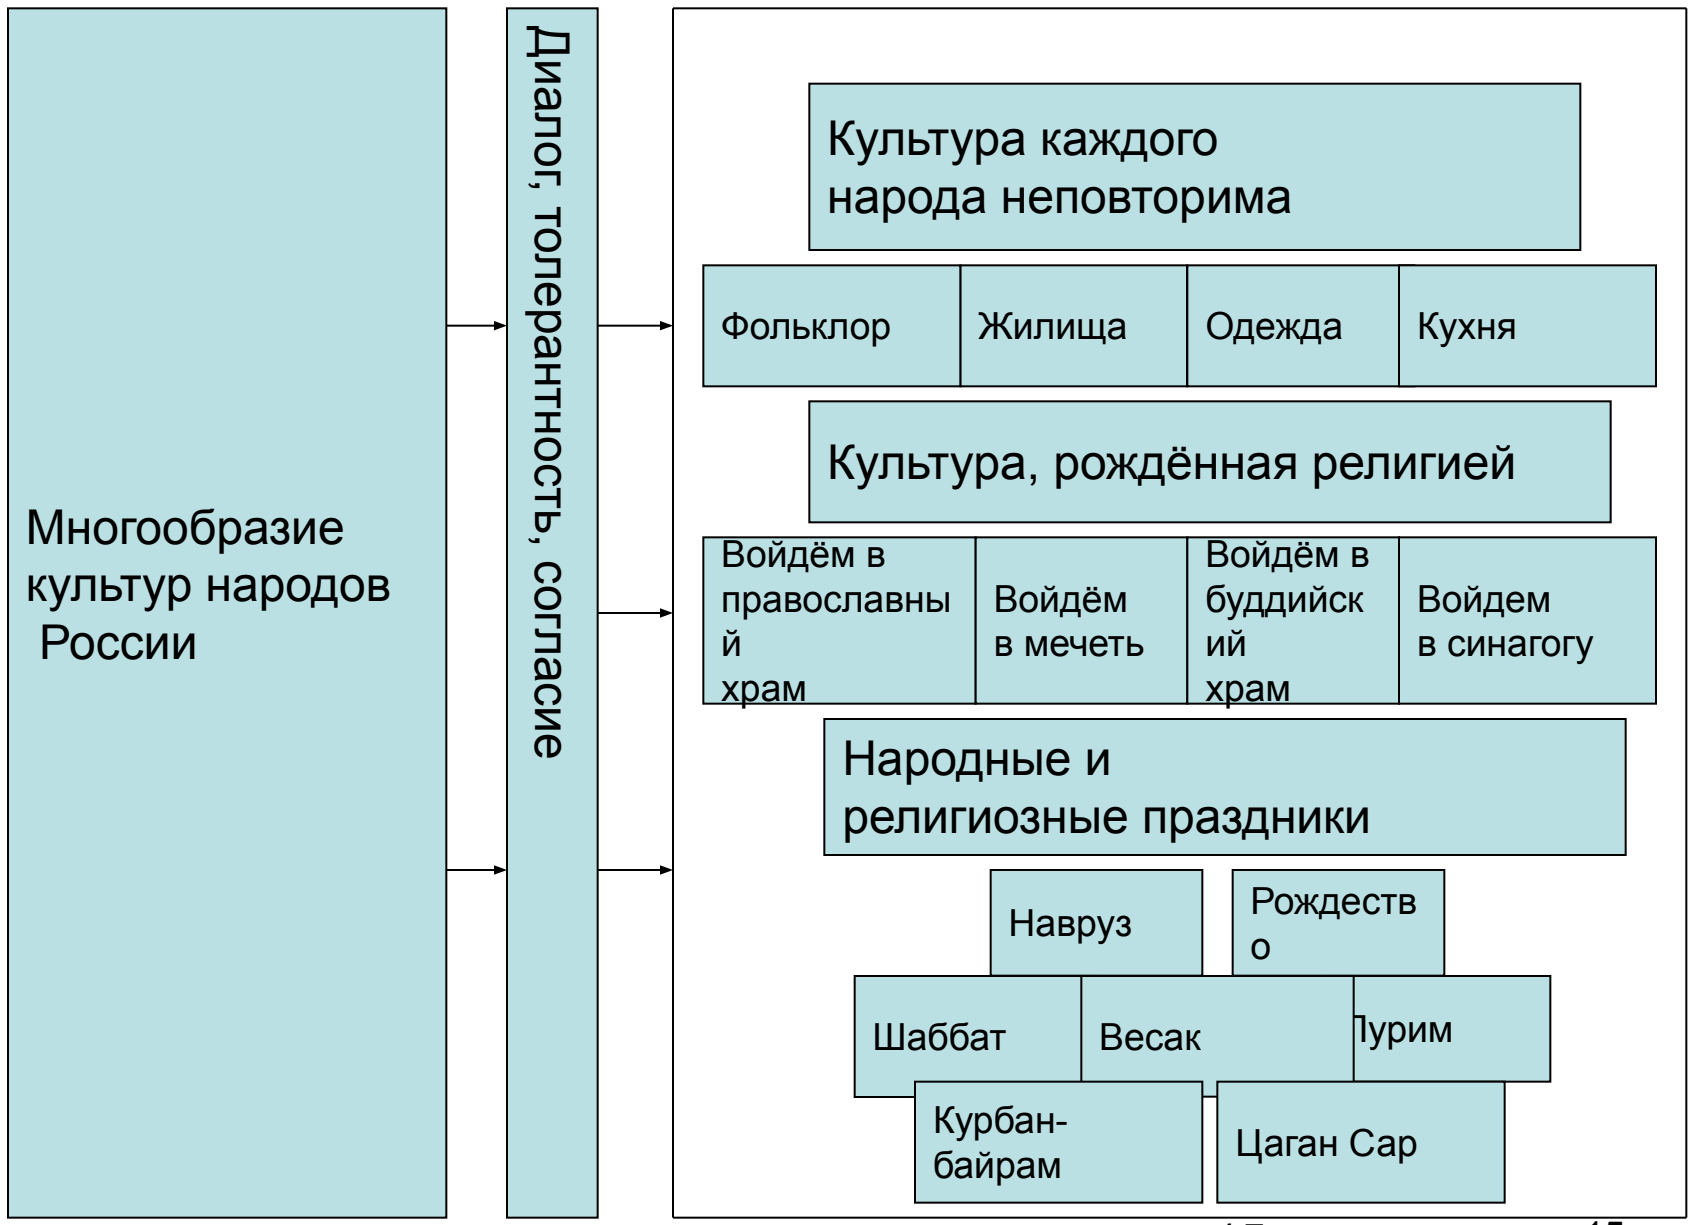 Многообразие
культур народов
России
Диалог, толерантность, согласие
Культура каждого
народа неповторима
Фольклор
Жилища
Одежда
Кухня
Культура, рождённая религией
Войдём в
православны
й
храм
Войдём
в мечеть
Войдём в
буддийск
ий
храм
Войдем
в синагогу
Народные и
религиозные праздники
Навруз
Рождеств
о
Шаббат
Весак
Пурим
Курбан-
байрам
Цаган Сар